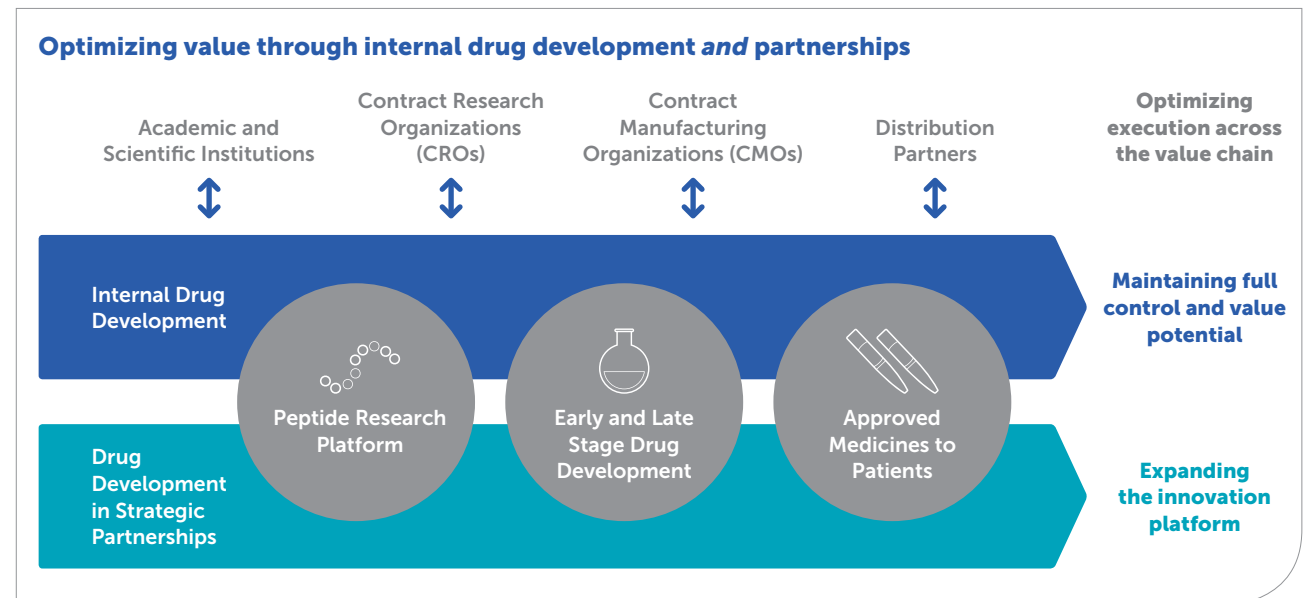 Optimizing value through internal drug development and partnerships
Academic and
Scientific Institutions
Contract Research
Organizations
(CROs)
Contract
Manufacturing
Organizations (CMOs)
Distribution
Partners
Optimizing
execution across
the value chain
Internal Drug
Development
Maintaining full
control and value
potential
Peptide Research
Platform
Early and Late
Stage Drug
Development
Approved
Medicines to
Patients
Drug
Development
in Strategic
Partnerships
Expanding
the innovation
platform